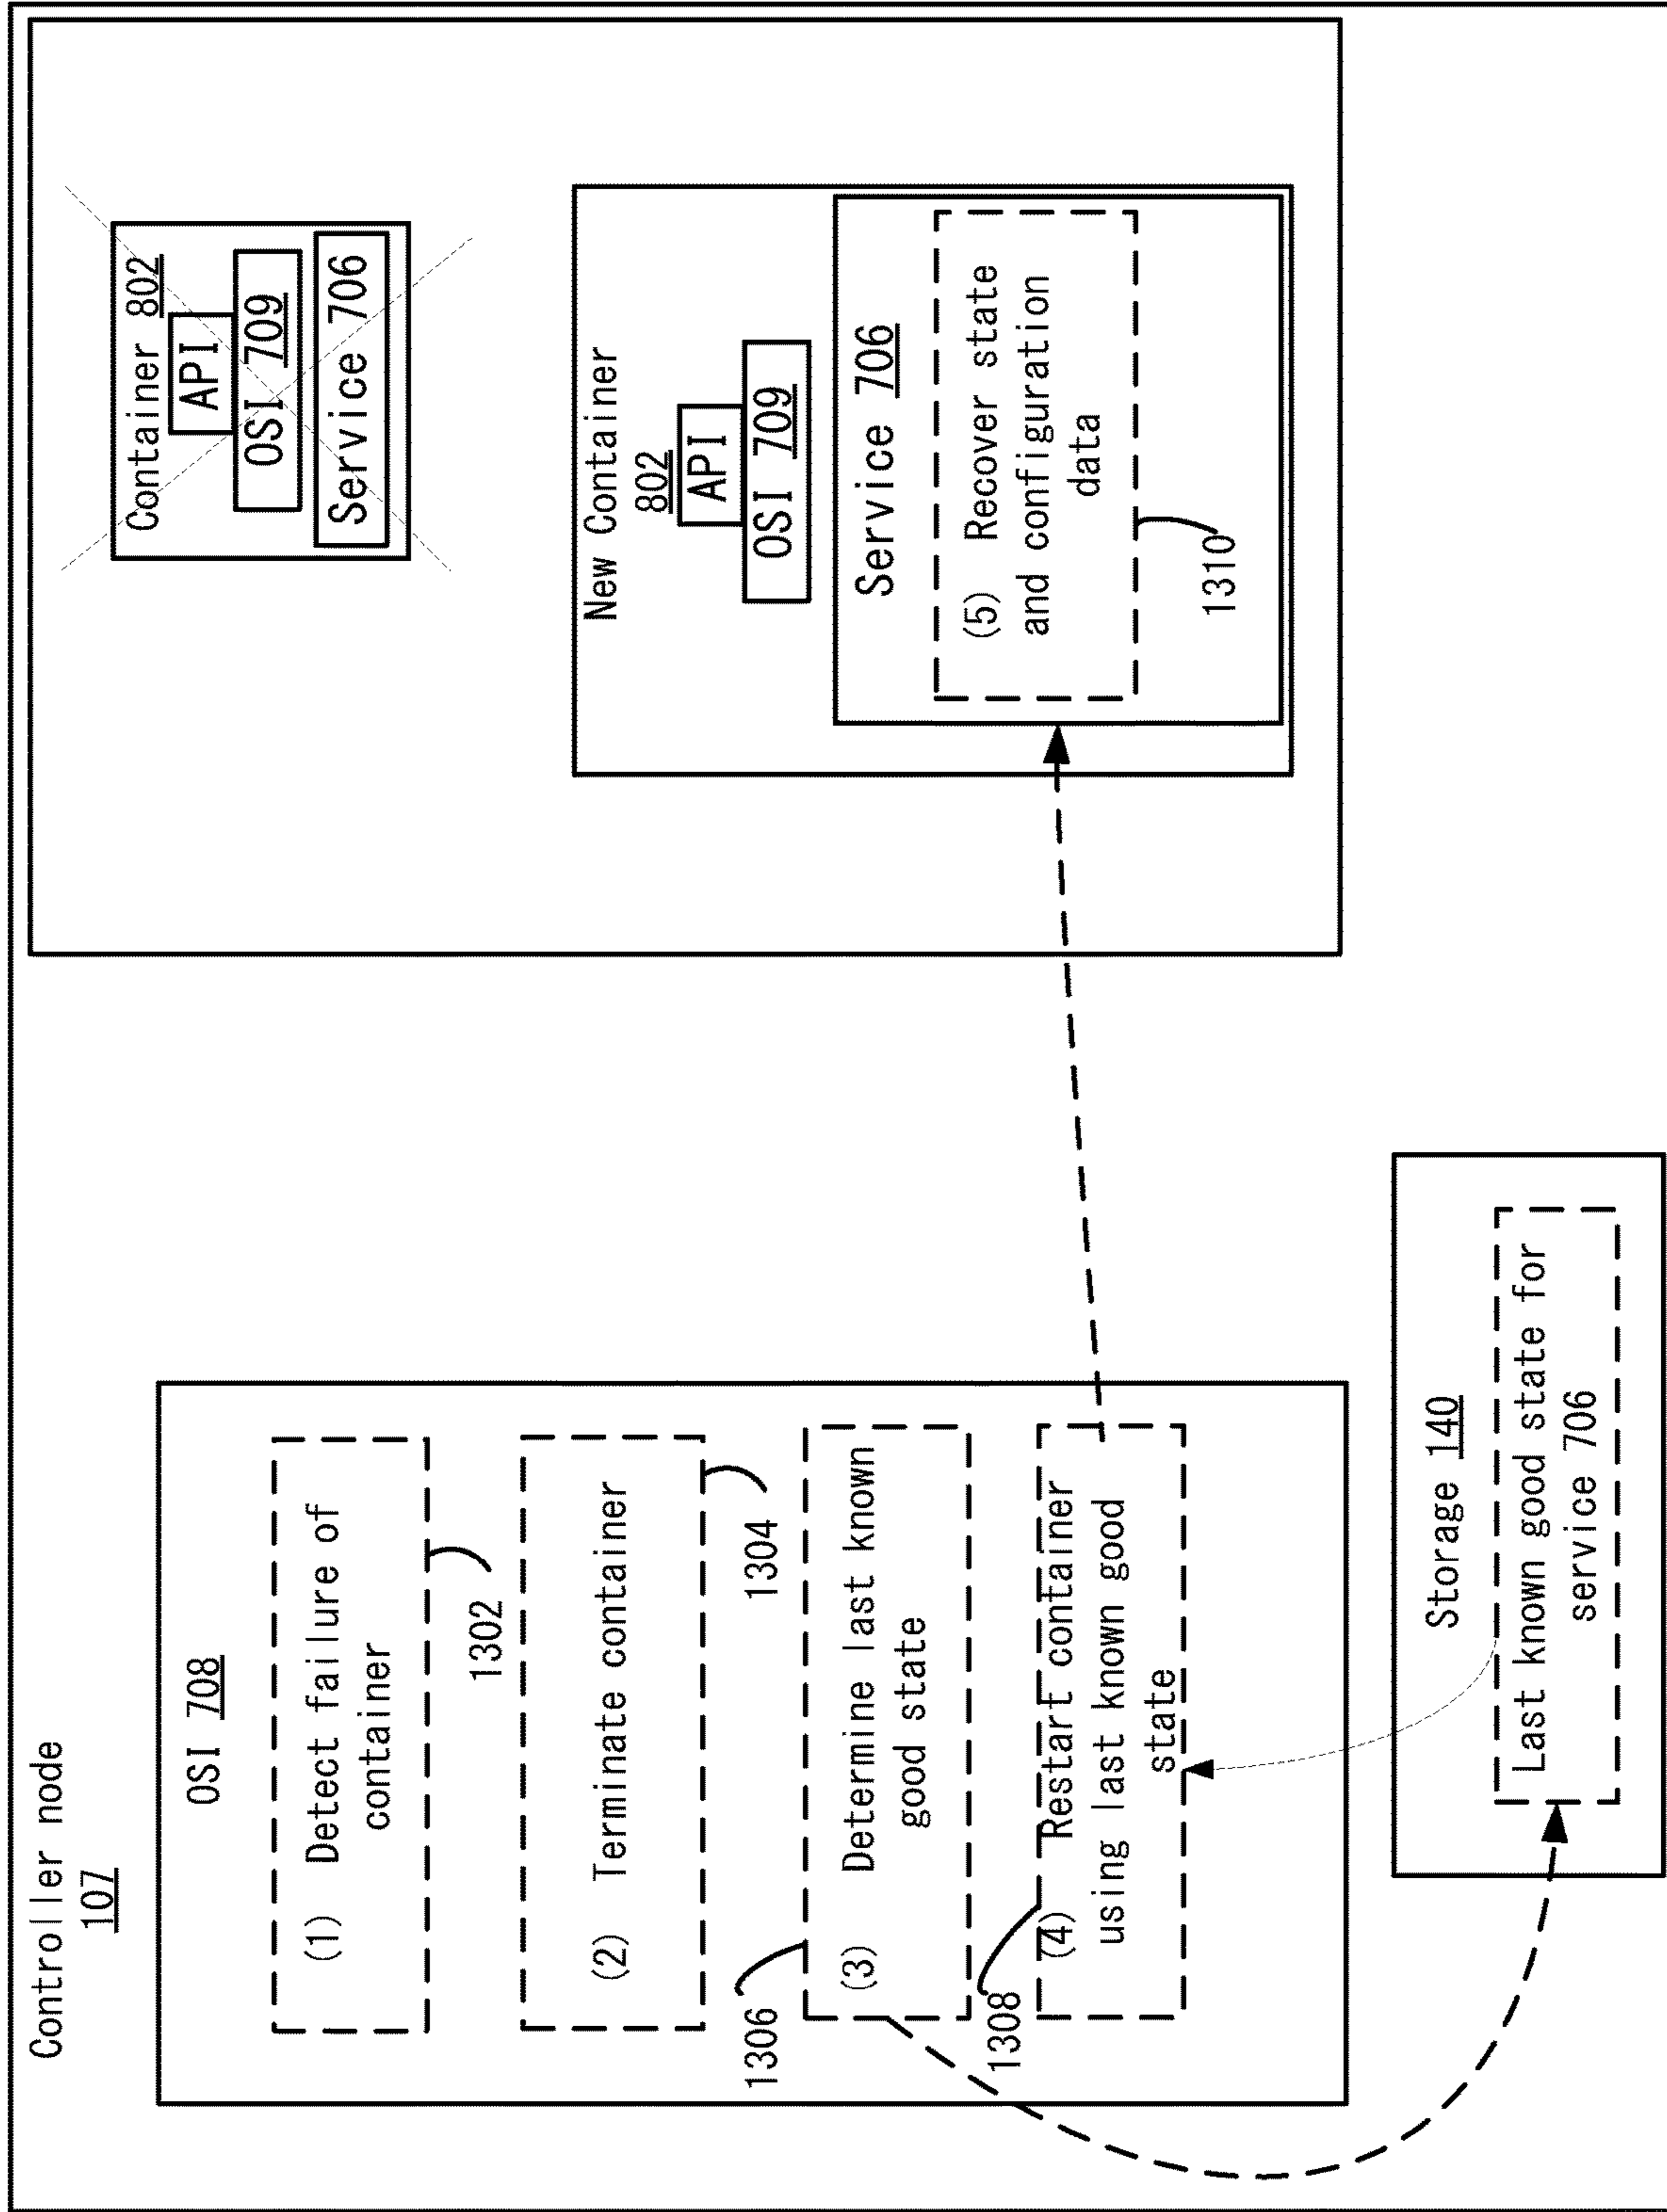 Controller node
107
OSI 708
(1) Detect failure of
container
1302
(2) Terminate container
1304
1306
(3) Determine last known
good state
1308
(4) Restart container
using last known good
state
Storage 140
Last known good state for
service 706
Container 802
API
OSI 709
Service 706
New Container
802
API
OSI 709
Service 706
(5) Recover state
and configuration
data
1310